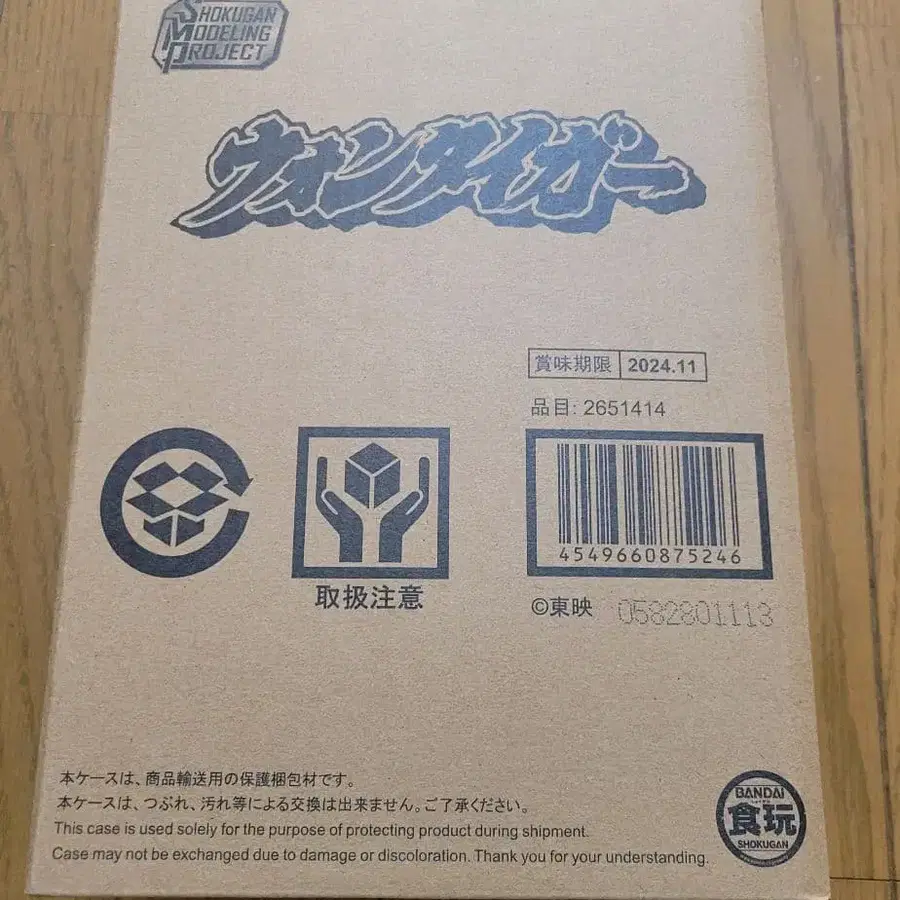 SHOKUGAN
MODELING
PROJECT
ウォンタイガー
賞味期限 2024.11
品目: 2651414
4549660875246
取扱注意
©東映 0582801113
本ケースは、商品輸送用の保護梱包材です。
本ケースは、つぶれ、汚れ等による交換は出来ません。ご了承ください。
This case is used solely for the purpose of protecting product during shipment.
Case may not be exchanged due to damage or discoloration. Thank you for your understanding.
BANDAI
食玩
SHOKUGAN